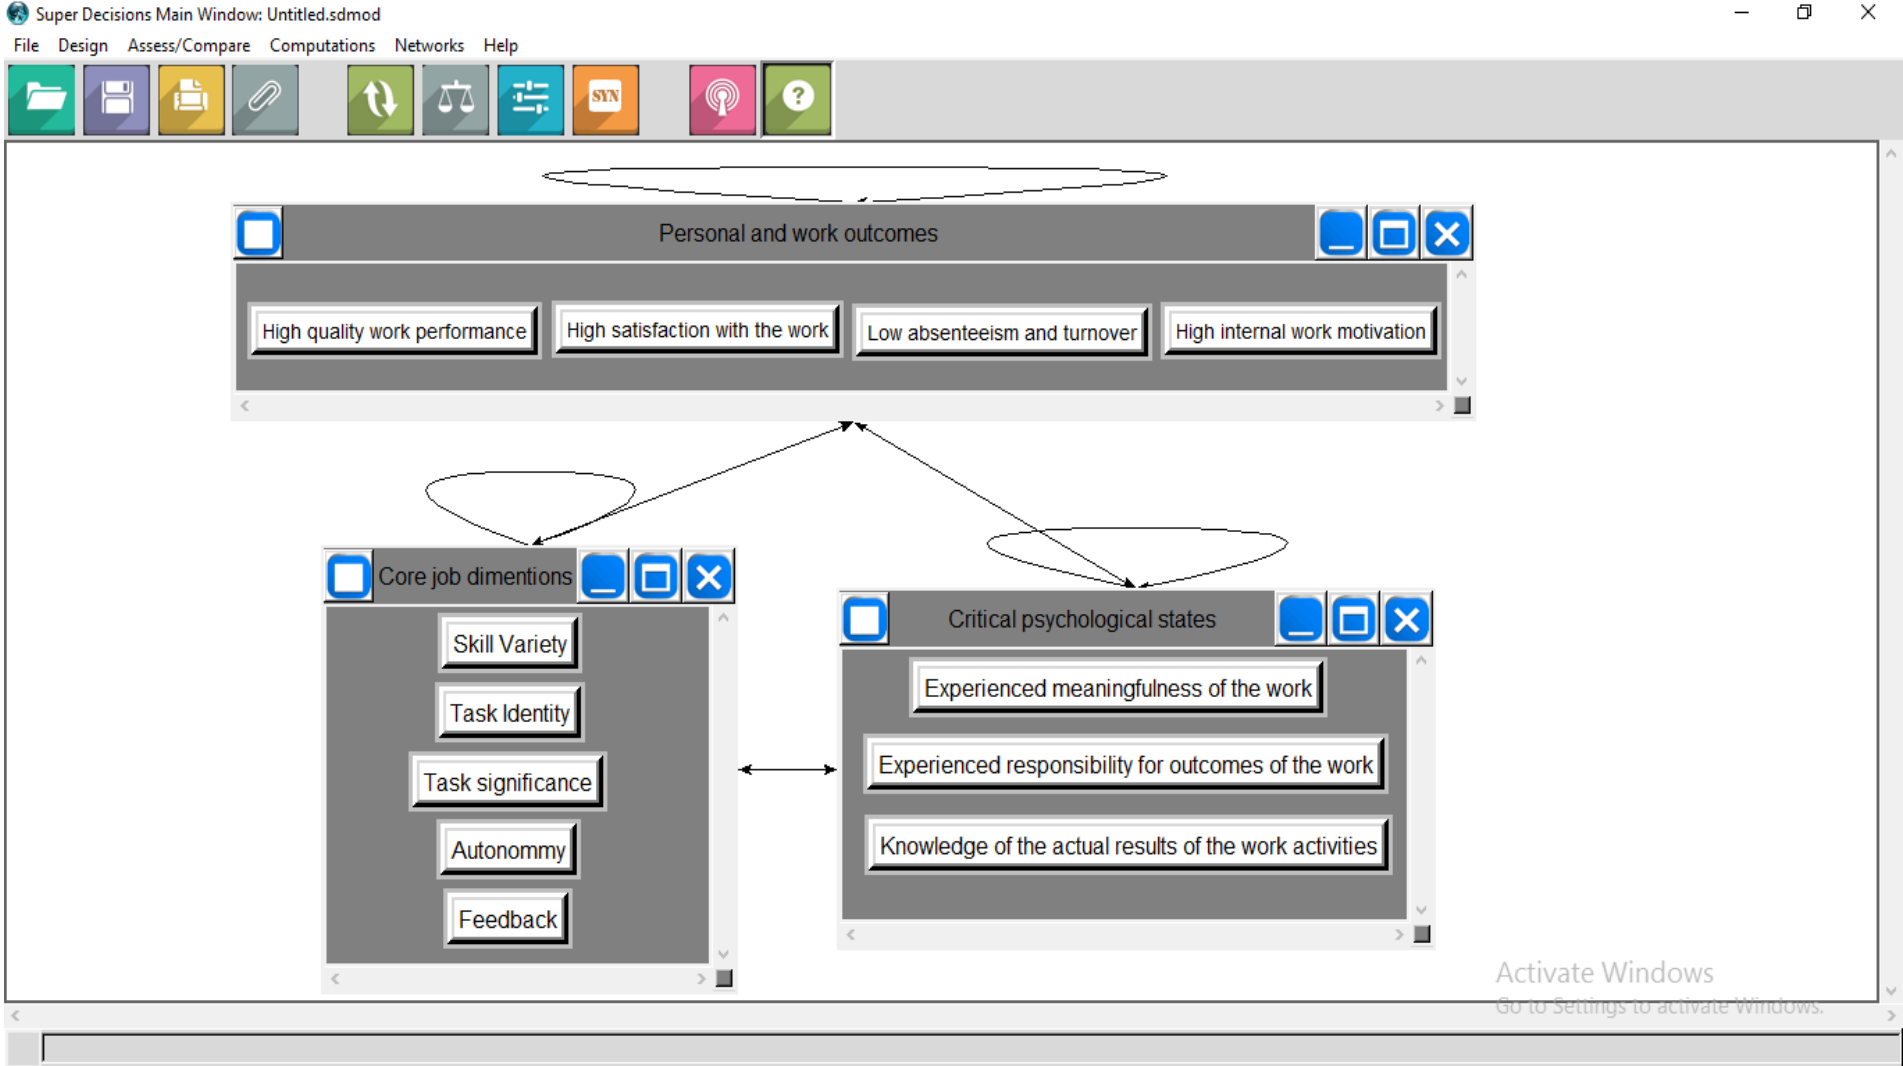 Super Decisions Main Window: Untitled.sdmod
File Design Assess/Compare Computations Networks Help
SYN ?
Personal and work outcomes
High quality work performance High satisfaction with the work Low absenteeism and turnover High internal work motivation
Core job dimentions
Skill Variety
Task Identity
Task significance
Autonommy
Feedback
Critical psychological states
Experienced meaningfulness of the work
Experienced responsibility for outcomes of the work
Knowledge of the actual results of the work activities
Activate Windows
Go to Settings to activate Windows.